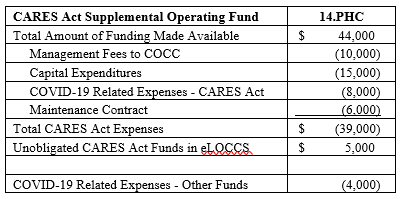 CARES Act Supplemental Operating Fund 14.PHC
Total Amount of Funding Made Available $ 44,000
Management Fees to COCC (10,000)
Capital Expenditures (15,000)
COVID-19 Related Expenses - CARES Act (8,000)
Maintenance Contract (6,000)
Total CARES Act Expenses $ (39,000)
Unobligated CARES Act Funds in eLOCCS $ 5,000
COVID-19 Related Expenses - Other Funds (4,000)